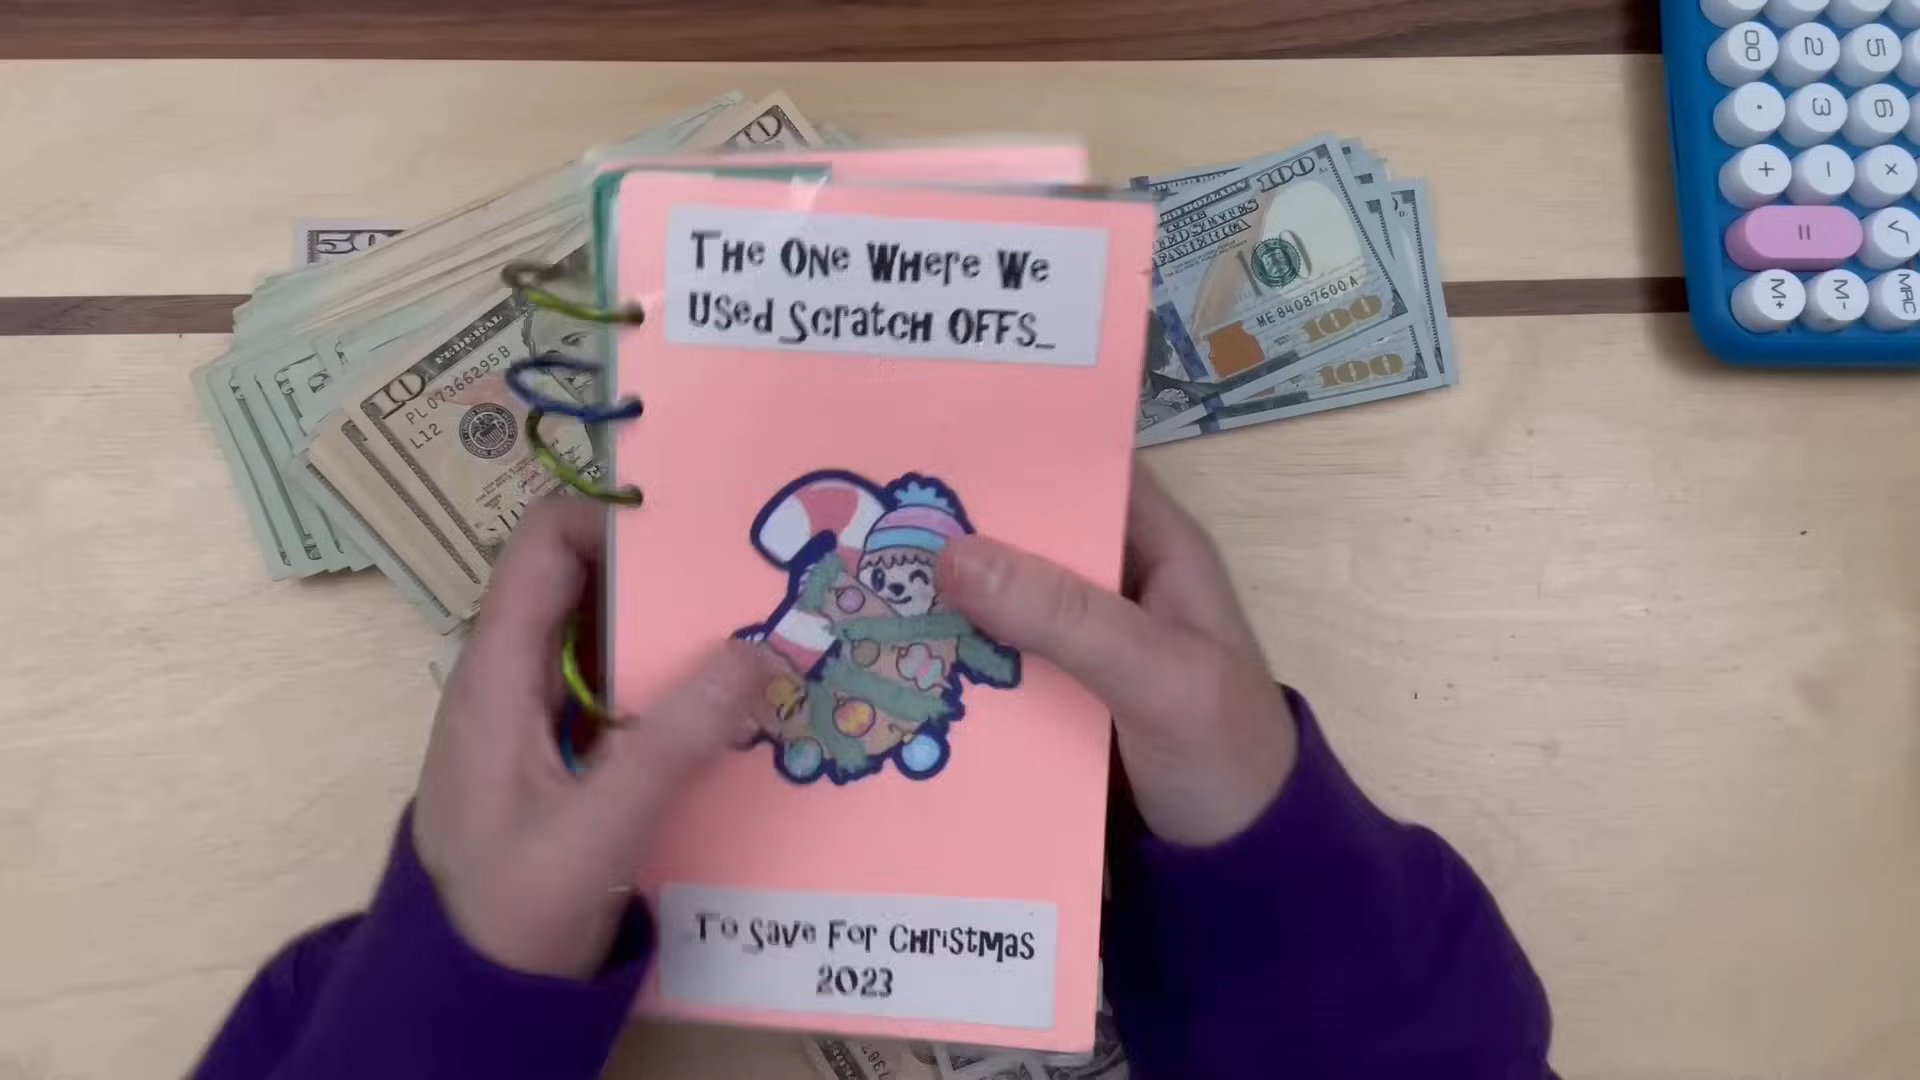 THe ONe WHere We
USed Scratch OFFS_
To Save For CHristMas
2023
50
10
FEDERAL
PL 07366295 B
L12
100
ME 84087600 A
100
100
00
2
5
.
3
6
+
−
×
=
√
M+
M-
MRC